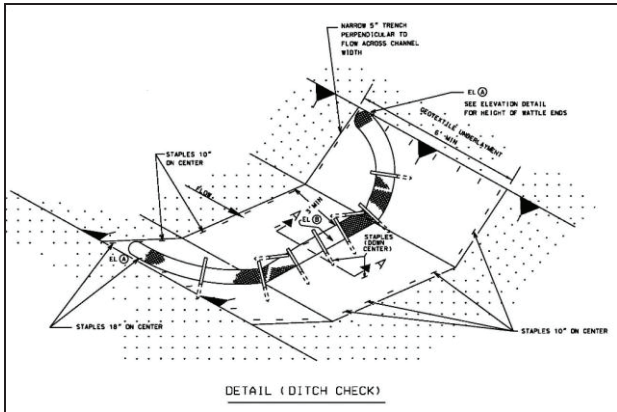 NARROW 5" TRENCH
PERPENDICULAR TO
FLOW ACROSS CHANNEL
WIDTH
EL A
SEE ELEVATION DETAIL
FOR HEIGHT OF WATTLE ENDS
GEOTEXTILE UNDERLAYMENT
6' MIN
STAPLES 10"
ON CENTER
FLOW
MIN
A
EL B
STAPLES
(DOWN
CENTER)
A
EL A
STAPLES 18" ON CENTER
STAPLES 10" ON CENTER
DETAIL (DITCH CHECK)